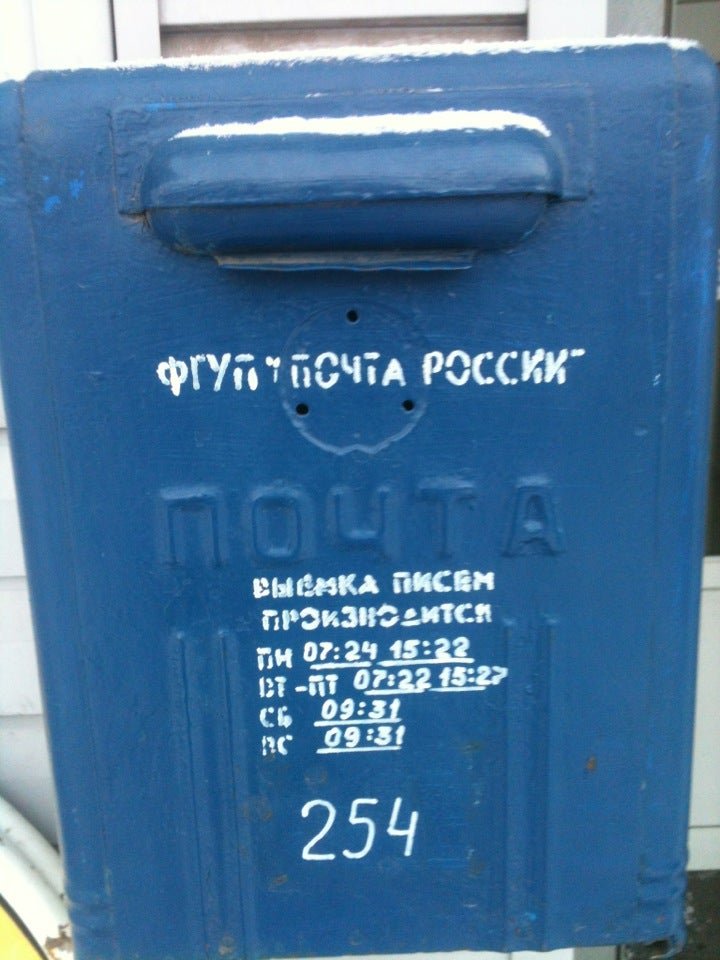 ФГУП "ПОЧТА РОССИИ"
ПОЧТА
ВЫЕМКА ПИСЕМ
ПРОИЗВОДИТСЯ
ПН 07:24 15:22
ВТ-ПТ 07:22 15:27
СБ 09:31
ВС 09:31
254